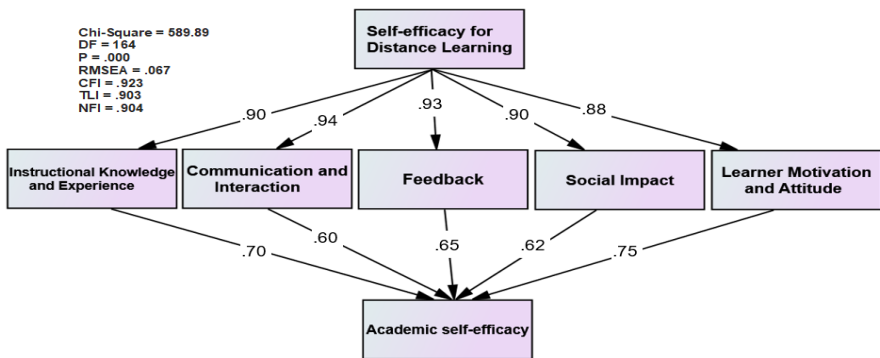 Chi-Square = 589.89
DF = 164
P = .000
RMSEA = .067
CFI = .923
TLI = .903
NFI = .904
Self-efficacy for
Distance Learning
.90
.94
.93
.90
.88
Instructional Knowledge
and Experience
Communication and
Interaction
Feedback
Social Impact
Learner Motivation
and Attitude
.70
.60
.65
.62
.75
Academic self-efficacy